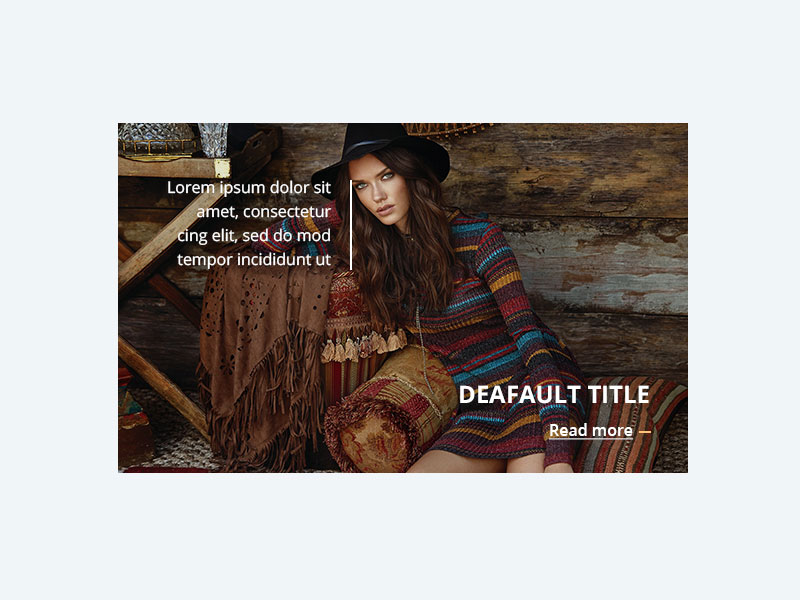 Lorem ipsum dolor sit
amet, consectetur
cing elit, sed do mod
tempor incididunt ut
DEAFAULT TITLE
Read more